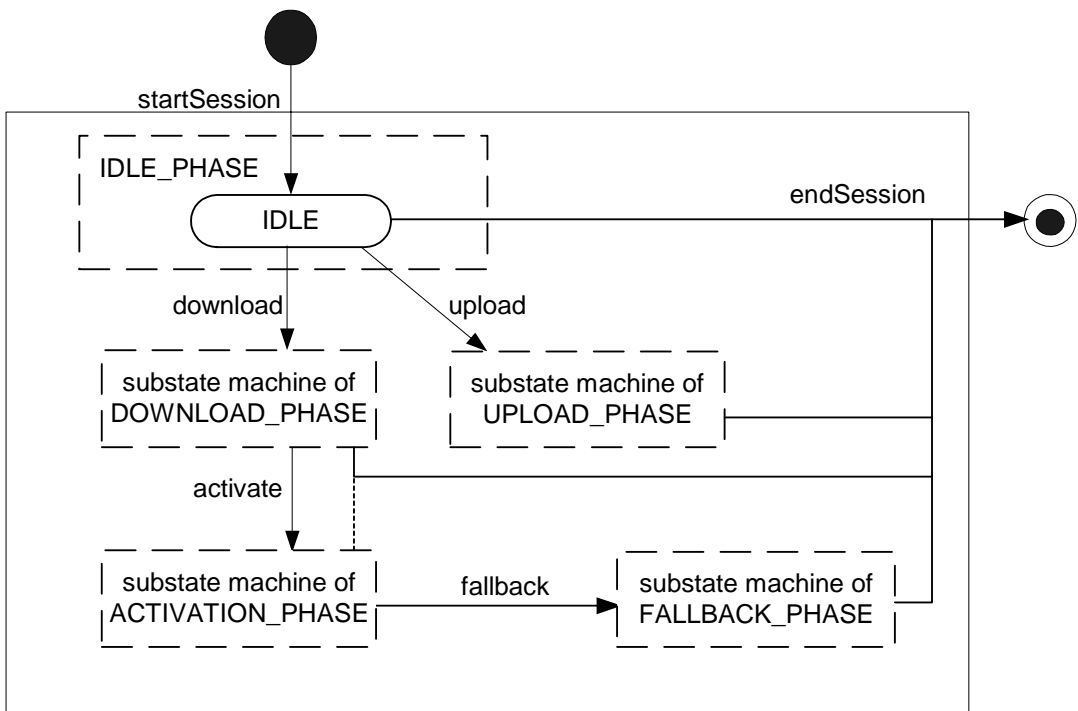 startSession
IDLE_PHASE
endSession
IDLE
download
upload
substate machine of
DOWNLOAD_PHASE
substate machine of
UPLOAD_PHASE
activate
substate machine of
ACTIVATION_PHASE
fallback
substate machine of
FALLBACK_PHASE